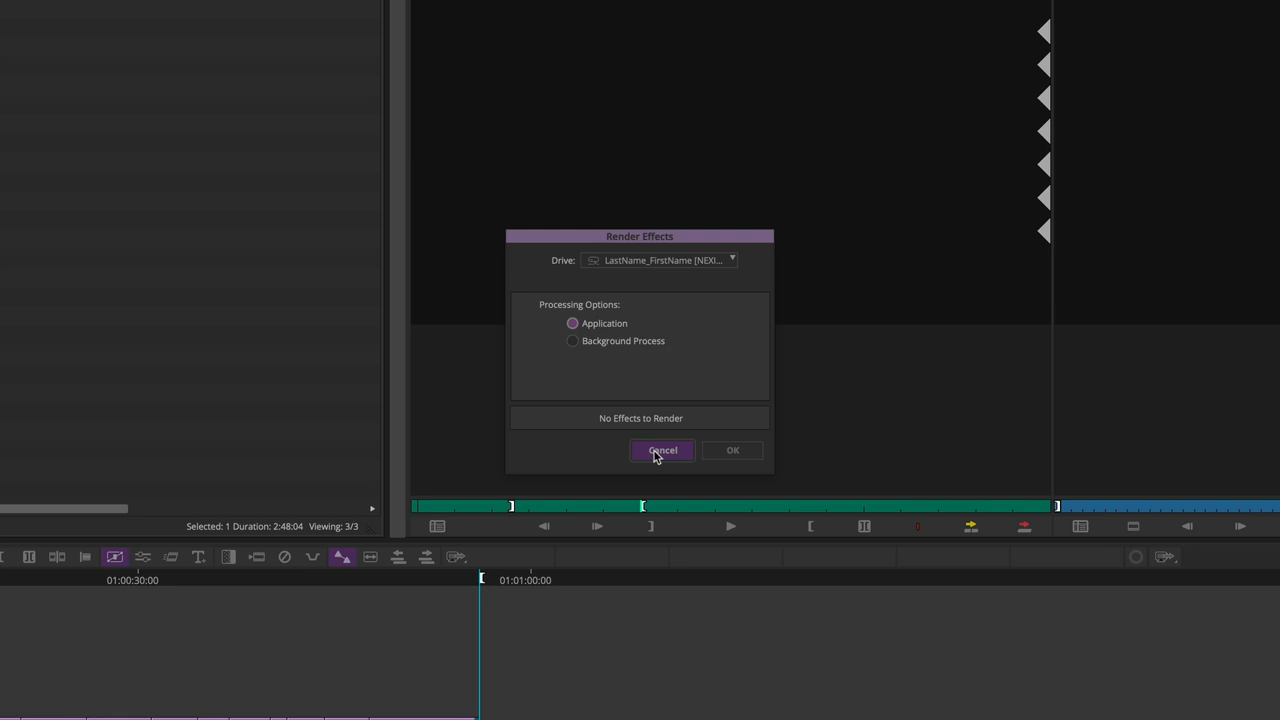 Render Effects
Drive: LastName_FirstName [NEXI...
Processing Options:
Application
Background Process
No Effects to Render
Cancel OK
Selected: 1 Duration: 2:48:04 Viewing: 3/3
01:00:30:00 01:01:00:00